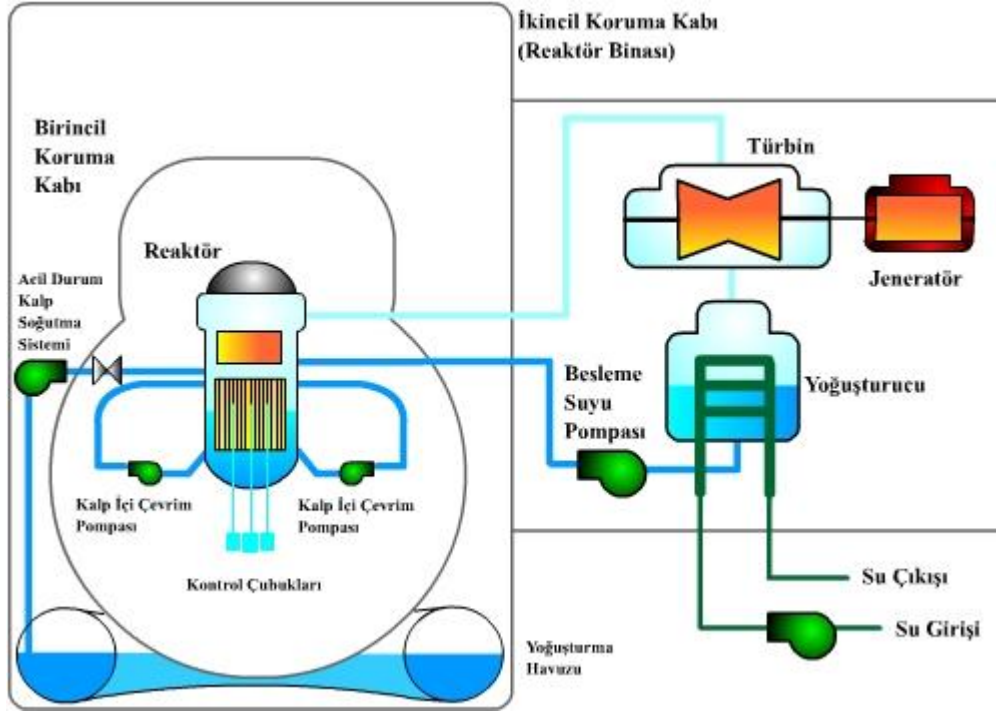 İkincil Koruma Kabı
(Reaktör Binası)
Birincil
Koruma
Kabı
Türbin
Reaktör
Jeneratör
Acil Durum
Kalp
Soğutma
Sistemi
Besleme
Suyu
Pompası
Yoğuşturucu
Kalp İçi Çevrim
Pompası
Kalp İçi Çevrim
Pompası
Kontrol Çubukları
Su Çıkışı
Su Girişi
Yoğuşturma
Havuzu